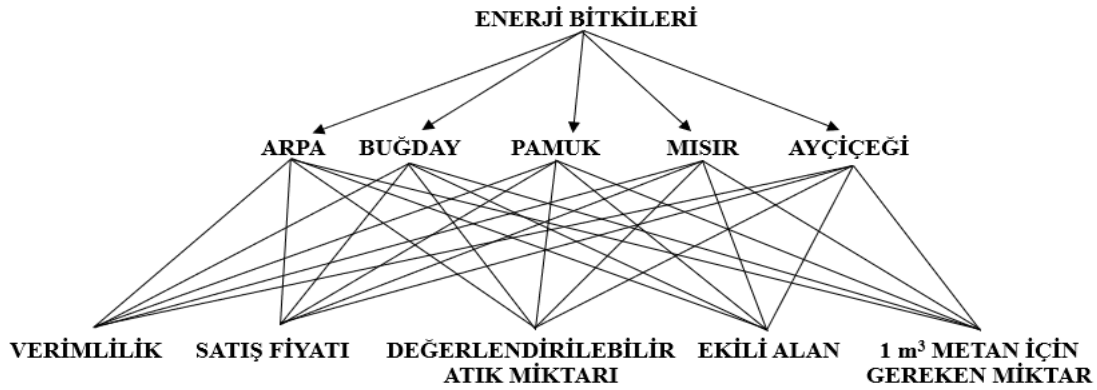 ENERJİ BİTKİLERİ
ARPA BUĞDAY PAMUK MISIR AYÇİÇEĞİ
VERİMLİLİK SATIŞ FİYATI DEĞERLENDİRİLEBİLİR EKİLİ ALAN 1 m³ METAN İÇİN
ATIK MİKTARI GEREKEN MİKTAR